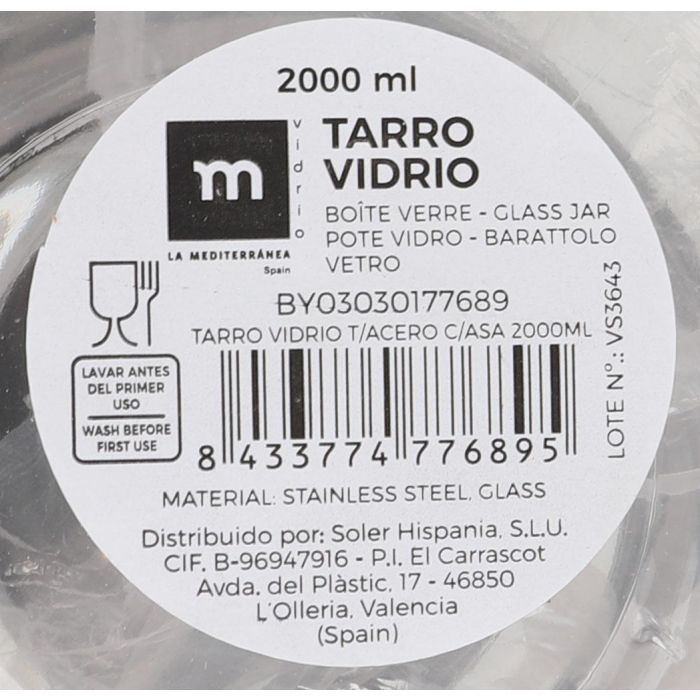 2000 ml
m
vidrio
LA MEDITERRÁNEA
Spain
TARRO
VIDRIO
BOÎTE VERRE - GLASS JAR
POTE VIDRO - BARATTOLO
VETRO
BY03030177689
TARRO VIDRIO T/ACERO C/ASA 2000ML
LAVAR ANTES
DEL PRIMER
USO
WASH BEFORE
FIRST USE
8 433774 776895
LOTE Nº.: VS3643
MATERIAL: STAINLESS STEEL, GLASS
Distribuido por: Soler Hispania, S.L.U.
CIF. B-96947916 - P.I. El Carrascot
Avda. del Plàstic, 17 - 46850
L'Olleria, Valencia
(Spain)